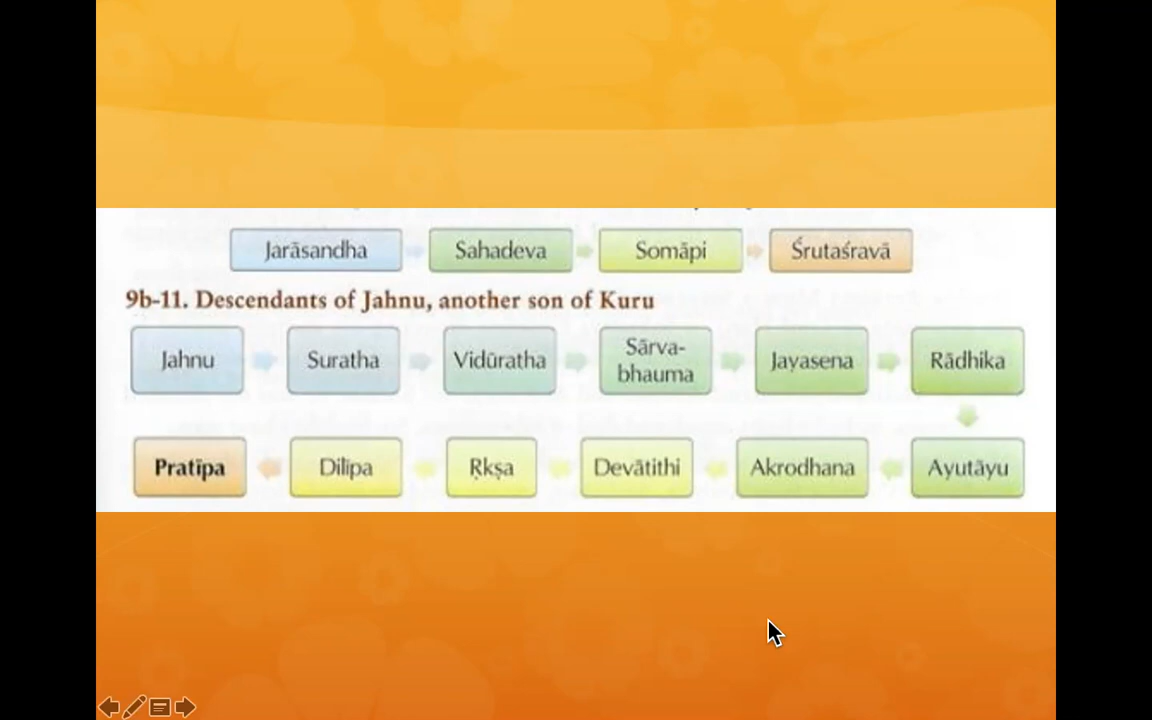 Jarāsandha Sahadeva Somāpi Śrutaśravā
9b-11. Descendants of Jahnu, another son of Kuru
Jahnu Suratha Vidūratha Sārva-
bhauma Jayasena Rādhika
Pratīpa Dilīpa Ṛkṣa Devātithi Akrodhana Ayutāyu